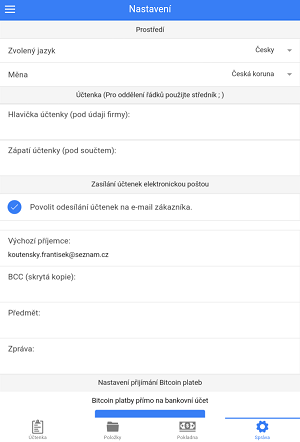 Nastavení
Prostředí
Zvolený jazyk Česky
Měna Česká koruna
Účtenka (Pro oddělení řádků použijte středník ; )
Hlavička účtenky (pod údaji firmy):
Zápatí účtenky (pod součtem):
Zasílání účtenek elektronickou poštou
Povolit odesílání účtenek na e-mail zákazníka.
Výchozí příjemce:
koutensky.frantisek@seznam.cz
BCC (skrytá kopie):
Předmět:
Zpráva:
Nastavení přijímání Bitcoin plateb
Bitcoin platby přímo na bankovní účet
Účtenka Položky Pokladna Správa